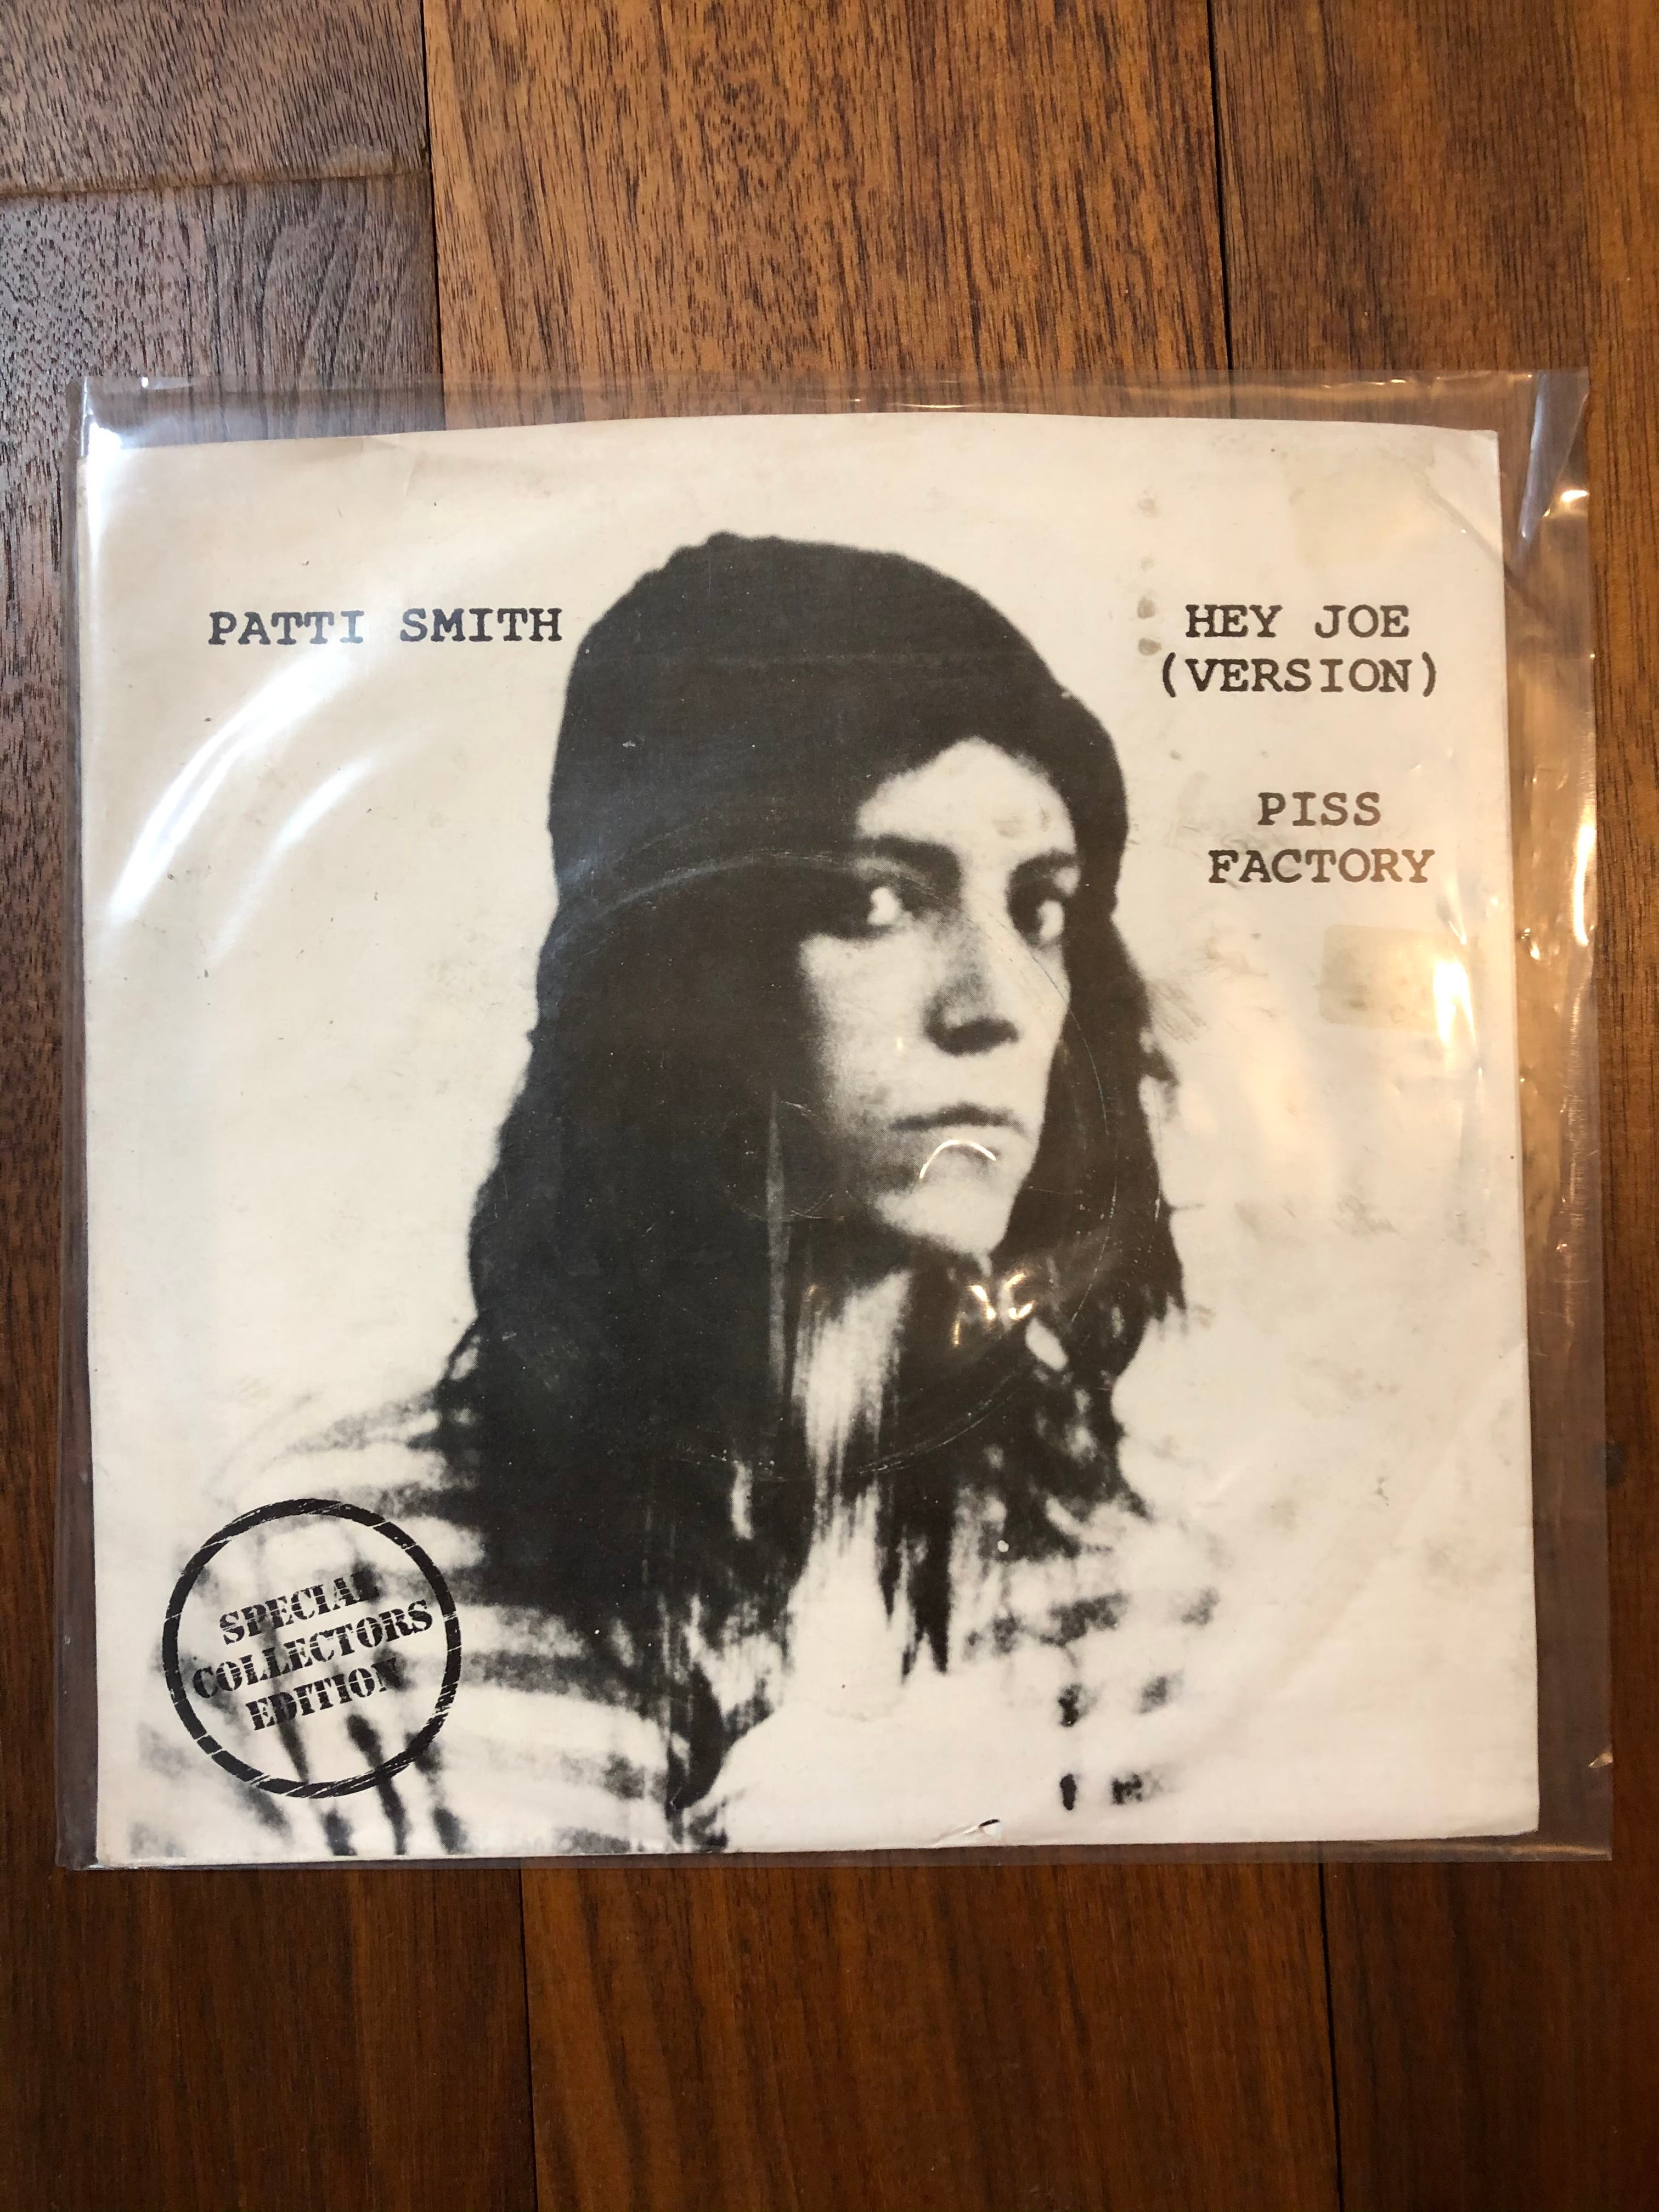 PATTI SMITH
HEY JOE
(VERSION)
PISS
FACTORY
SPECIAL
COLLECTORS
EDITION